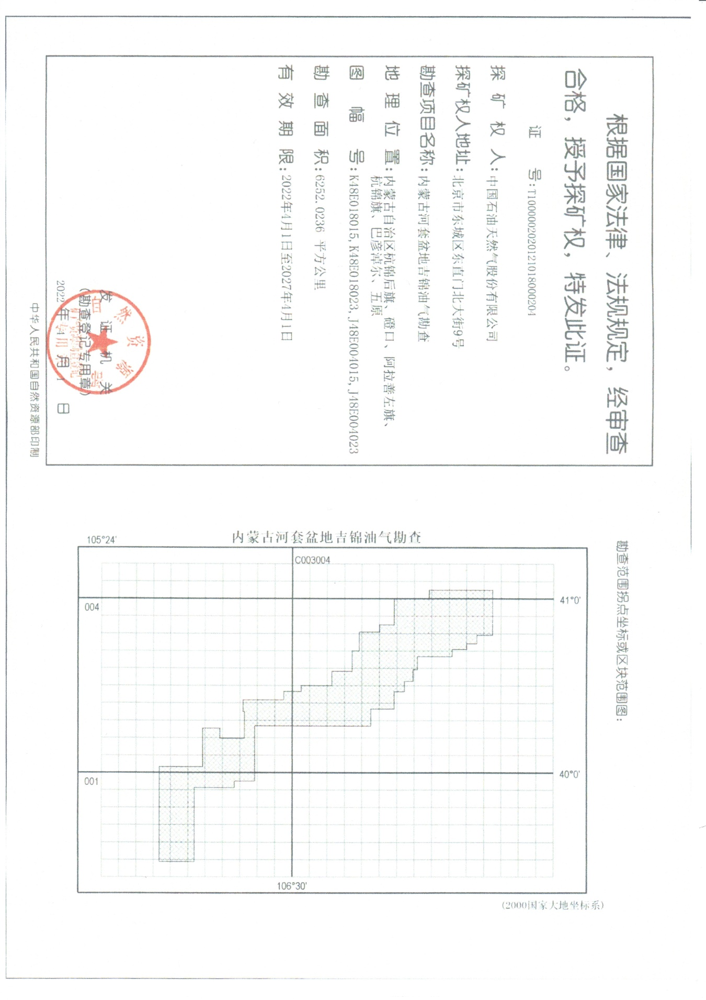 根据国家法律、法规规定，经审查
合格，授予探矿权，特发此证。
证 号:T1000020201210180002​04
探 矿 权 人:中国石油天然气股份有限公司
探矿权人地址:北京市东城区东直门北大街9号
勘查项目名称:内蒙古河套盆地吉锦油气勘查
地 理 位 置:内蒙古自治区杭锦后旗、磴口、阿拉善左旗、
杭锦旗、巴彦淖尔、五原
图 幅 号:K48E018015,K48E018023,J48E004015,J48E004023
勘 查 面 积:6252.0236 平方公里
有 效 期 限:2022年4月1日至2027年4月1日
发 证 机 关
(勘查登记专用章)
2022 年 4 月 1 日
中华人民共和国自然资源部印制
勘查范围拐点坐标或区块范围图:
内蒙古河套盆地吉锦油气勘查
105°24'
C003004
004
41°0'
001
40°0'
106°30'
(2000国家大地坐标系)